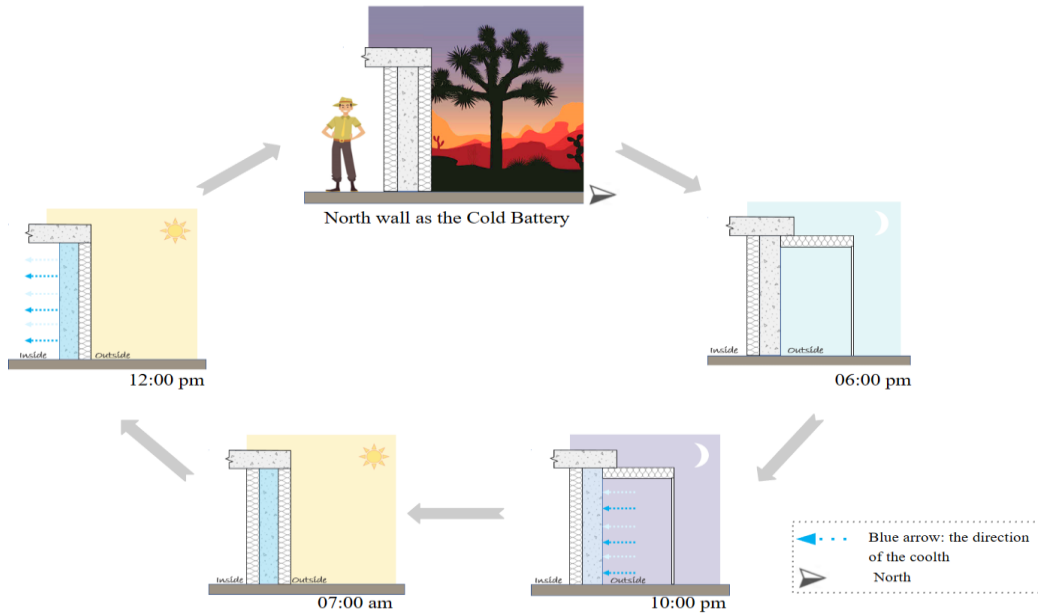 North wall as the Cold Battery
Inside Outside
12:00 pm
Inside Outside
06:00 pm
Inside Outside
07:00 am
Inside Outside
10:00 pm
Blue arrow: the direction
of the coolth
North